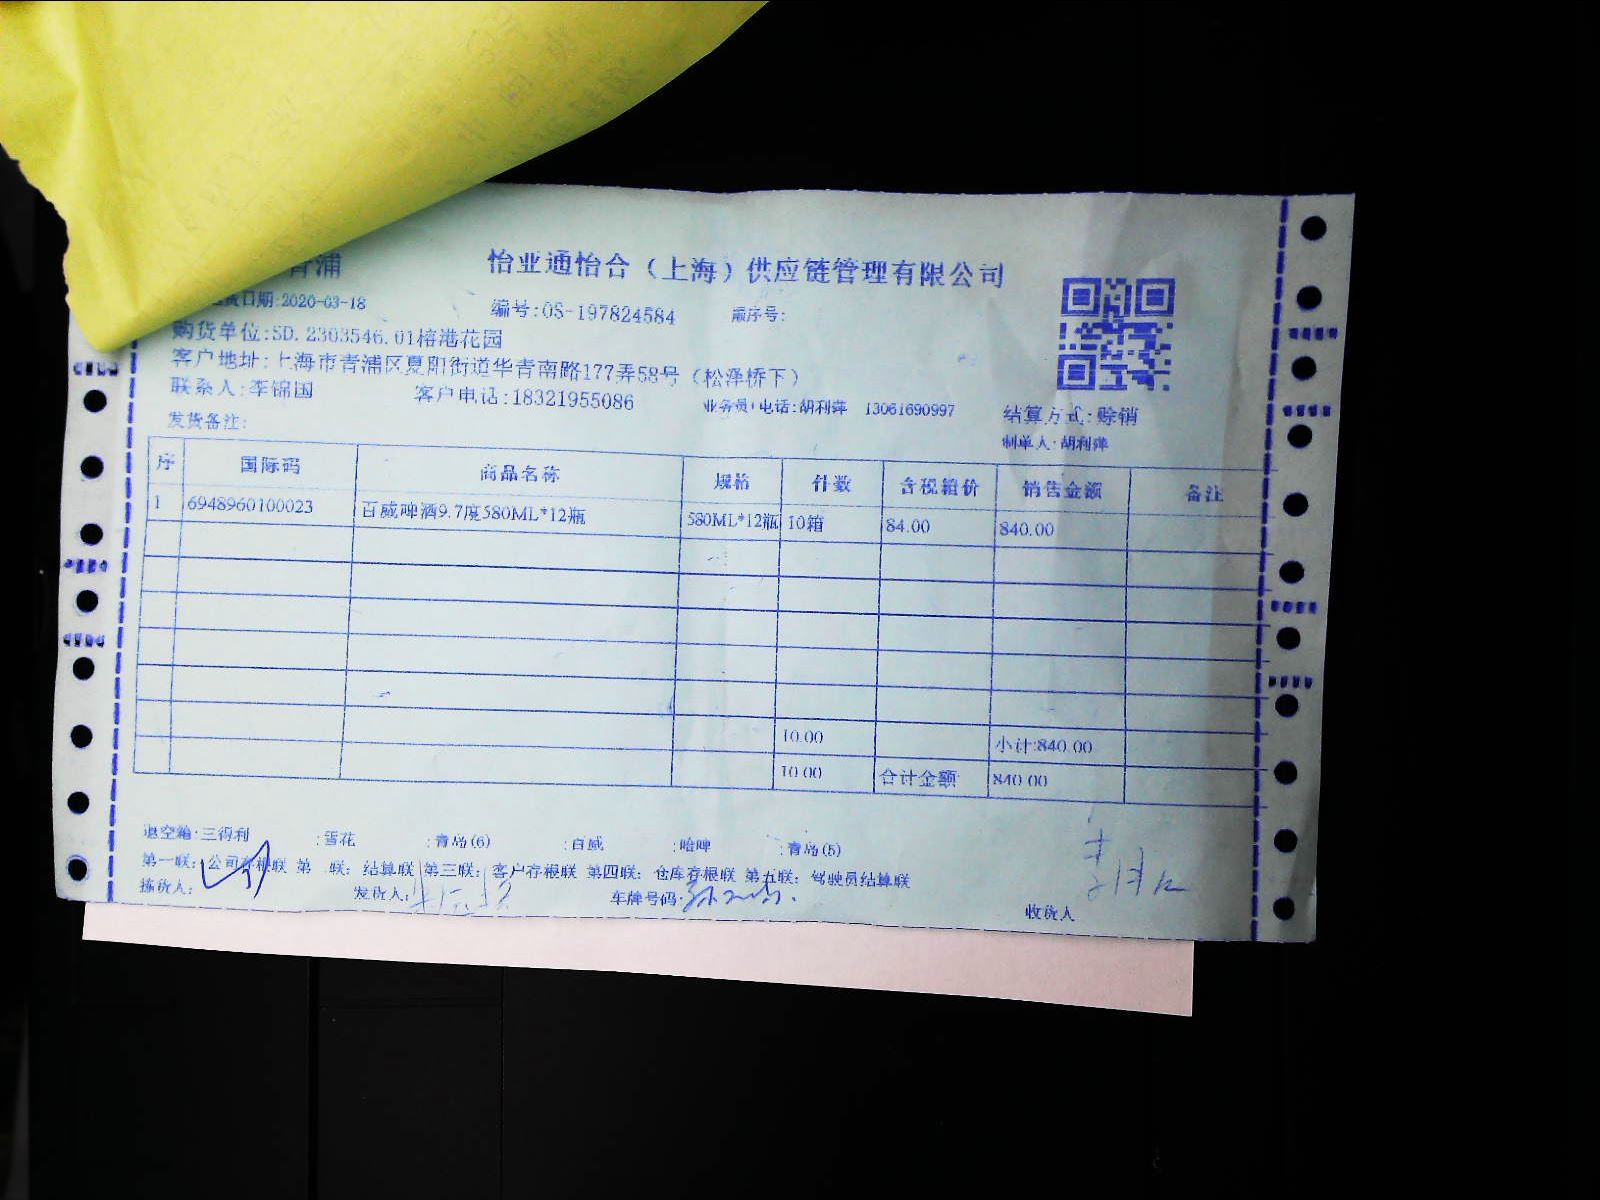 青浦 怡业通怡合（上海）供应链管理有限公司
货日期:2020-03-18 编号:OS-197824584 顺序号:
购货单位:SD.2303546.01榕港花园
客户地址:上海市青浦区夏阳街道华青南路177弄58号（松泽桥下）
联系人:李锦国 客户电话:18321955086 业务员/电话:胡利萍 13061690997 结算方式:赊销
发货备注: 制单人:胡利萍
序 国际码 商品名称 规格 件数 含税箱价 销售金额 备注
1 6948960100023 百威啤酒9.7度580ML*12瓶 580ML*12瓶 10箱 84.00 840.00
10.00 小计:840.00
10.00 合计金额 840.00
退空箱:三得利 :雪花 :青岛(6) :百威 :哈啤 :青岛(5)
第一联: 公司存根联 第 联: 结算联 第三联: 客户存根联 第四联: 仓库存根联 第五联: 驾驶员结算联
拣货人: 发货人: 车牌号码: 收货人